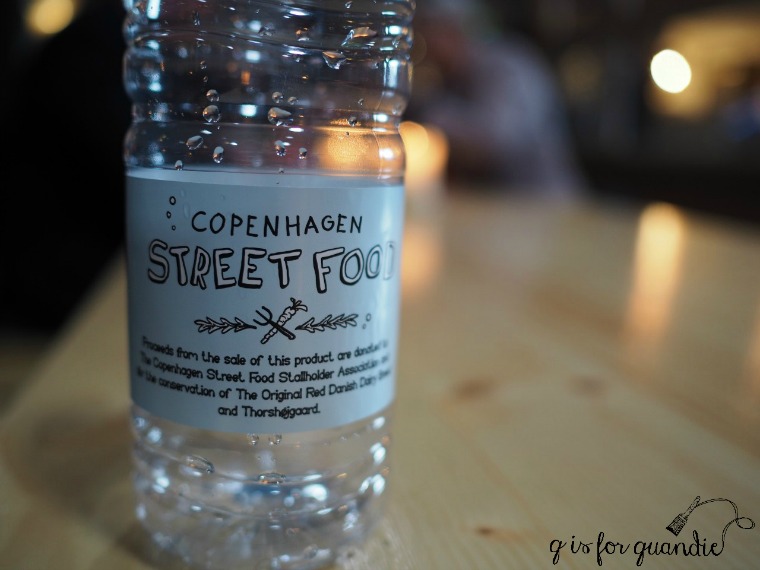 COPENHAGEN
STREET FOOD
Proceeds from the sale of this product are donated to
The Copenhagen Street Food Stallholder Association and
for the conservation of The Original Red Danish Dairy Breed
and Thorshøjgaard.
q is for quandie